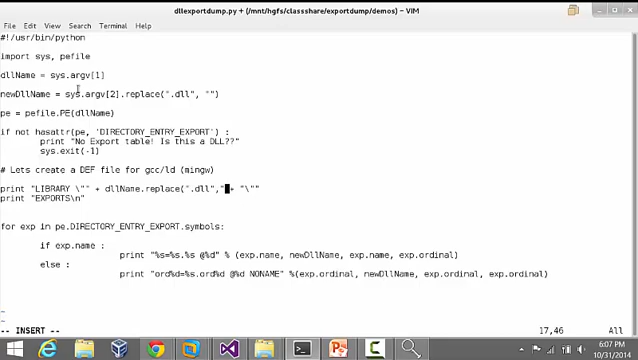 dllexportdump.py + (/mnt/hgfs/classshare/exportdump/demos) - VIM
File Edit View Search Terminal Help
#!/usr/bin/python
import sys, pefile
dllName = sys.argv[1]
newDllName = sys.argv[2].replace(".dll", "")
pe = pefile.PE(dllName)
if not hasattr(pe, 'DIRECTORY_ENTRY_EXPORT') :
print "No Export table! Is this a DLL??"
sys.exit(-1)
# Lets create a DEF file for gcc/ld (mingw)
print "LIBRARY \"" + dllName.replace(".dll"," + "\""
print "EXPORTS\n"
for exp in pe.DIRECTORY_ENTRY_EXPORT.symbols:
if exp.name :
print "%s=%s.%s @%d" % (exp.name, newDllName, exp.name, exp.ordinal)
else :
print "ord%d=%s.ord%d @%d NONAME" %(exp.ordinal, newDllName, exp.ordinal, exp.ordinal)
~
~
-- INSERT -- 17,46 All
6:07 PM
10/31/2014